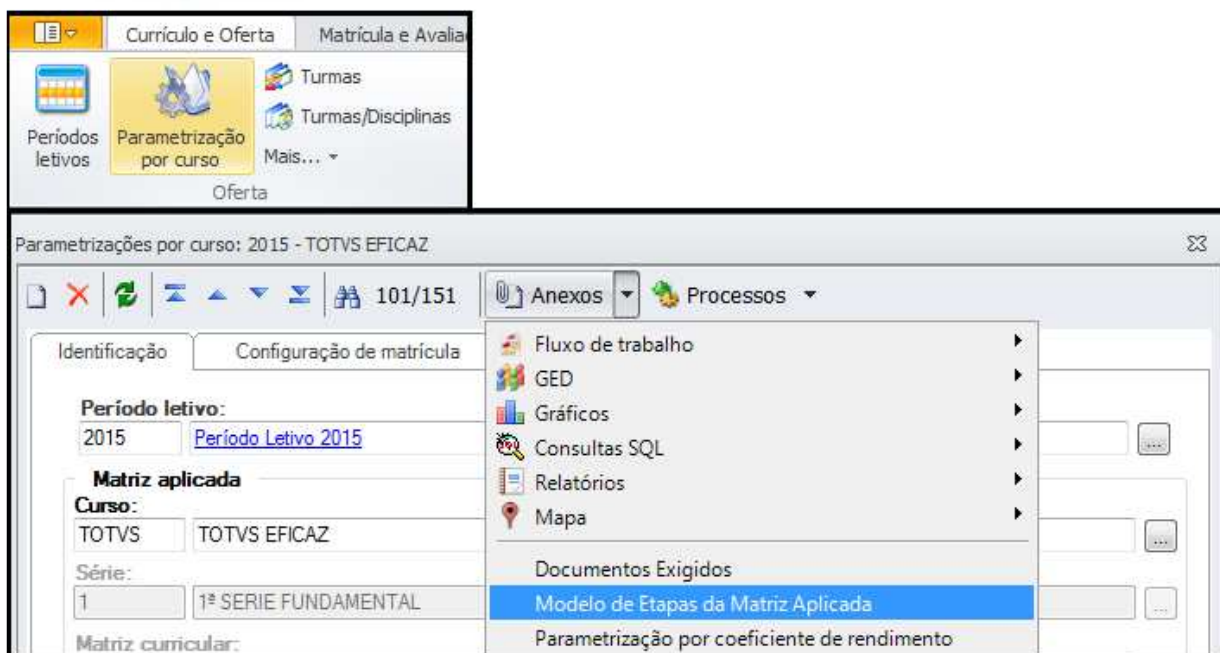 Currículo e Oferta
Matrícula e Avalia
Períodos letivos
Parametrização por curso
Turmas
Turmas/Disciplinas
Mais...
Oferta
Parametrizações por curso: 2015 - TOTVS EFICAZ
101/151
Anexos
Processos
Identificação
Configuração de matrícula
Fluxo de trabalho
GED
Gráficos
Consultas SQL
Relatórios
Mapa
Documentos Exigidos
Modelo de Etapas da Matriz Aplicada
Parametrização por coeficiente de rendimento
Período letivo:
2015
Período Letivo 2015
...
Matriz aplicada
Curso:
TOTVS
TOTVS EFICAZ
...
Série:
1
1ª SERIE FUNDAMENTAL
...
Matriz curricular: